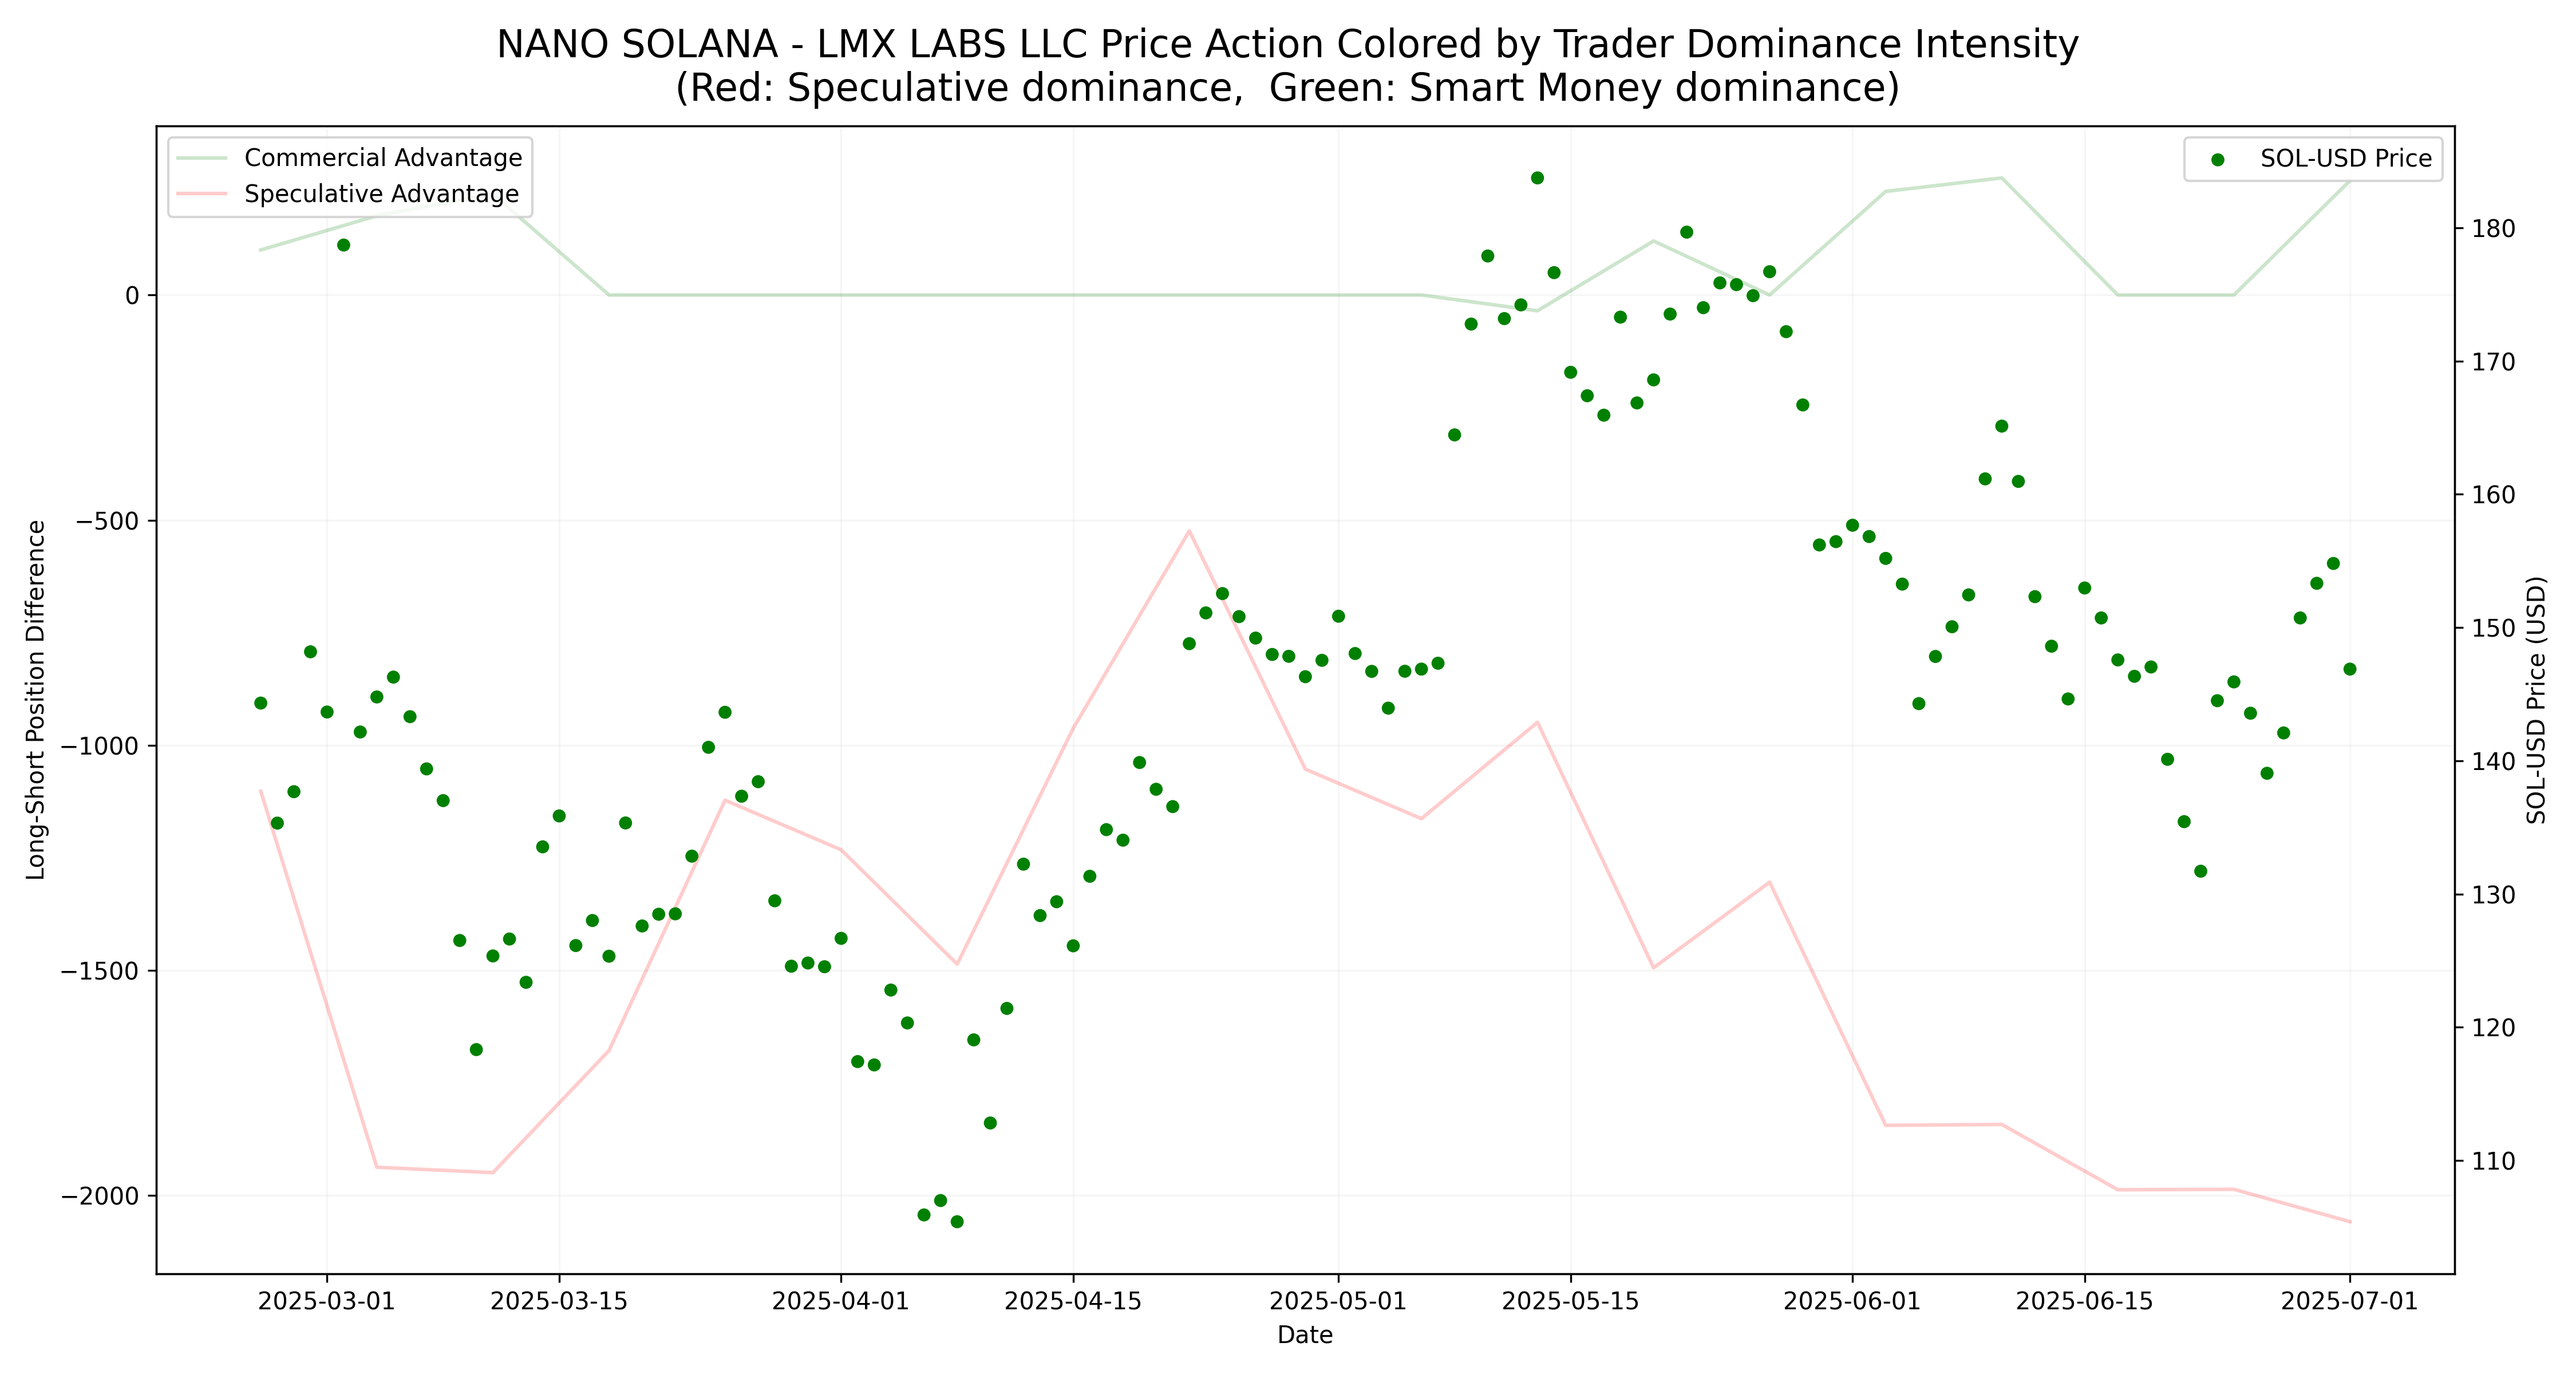 NANO SOLANA - LMX LABS LLC Price Action Colored by Trader Dominance Intensity
(Red: Speculative dominance,  Green: Smart Money dominance)
Commercial Advantage
Speculative Advantage
SOL-USD Price
0
−500
−1000
−1500
−2000
Long-Short Position Difference
180
170
160
150
140
130
120
110
SOL-USD Price (USD)
2025-03-01
2025-03-15
2025-04-01
2025-04-15
2025-05-01
2025-05-15
2025-06-01
2025-06-15
2025-07-01
Date